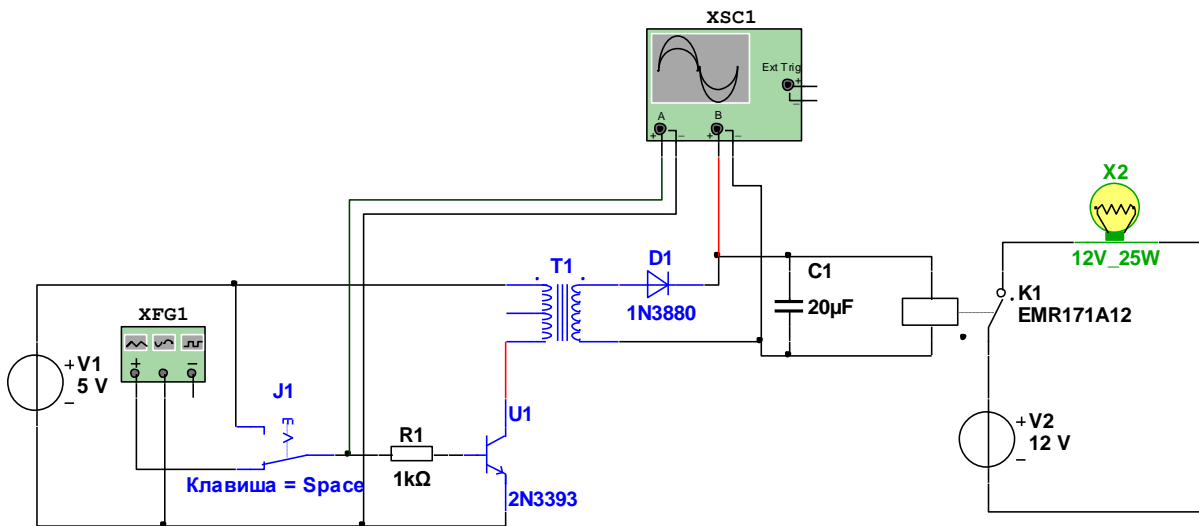 XSC1
Ext Trig
+
−
A
B
+ − + −
X2
12V_25W
T1
D1
1N3880
C1
20µF
K1
EMR171A12
XFG1
+ −
+
V1
5 V
−
J1
Клавиша = Space
R1
1kΩ
U1
2N3393
+
V2
12 V
−